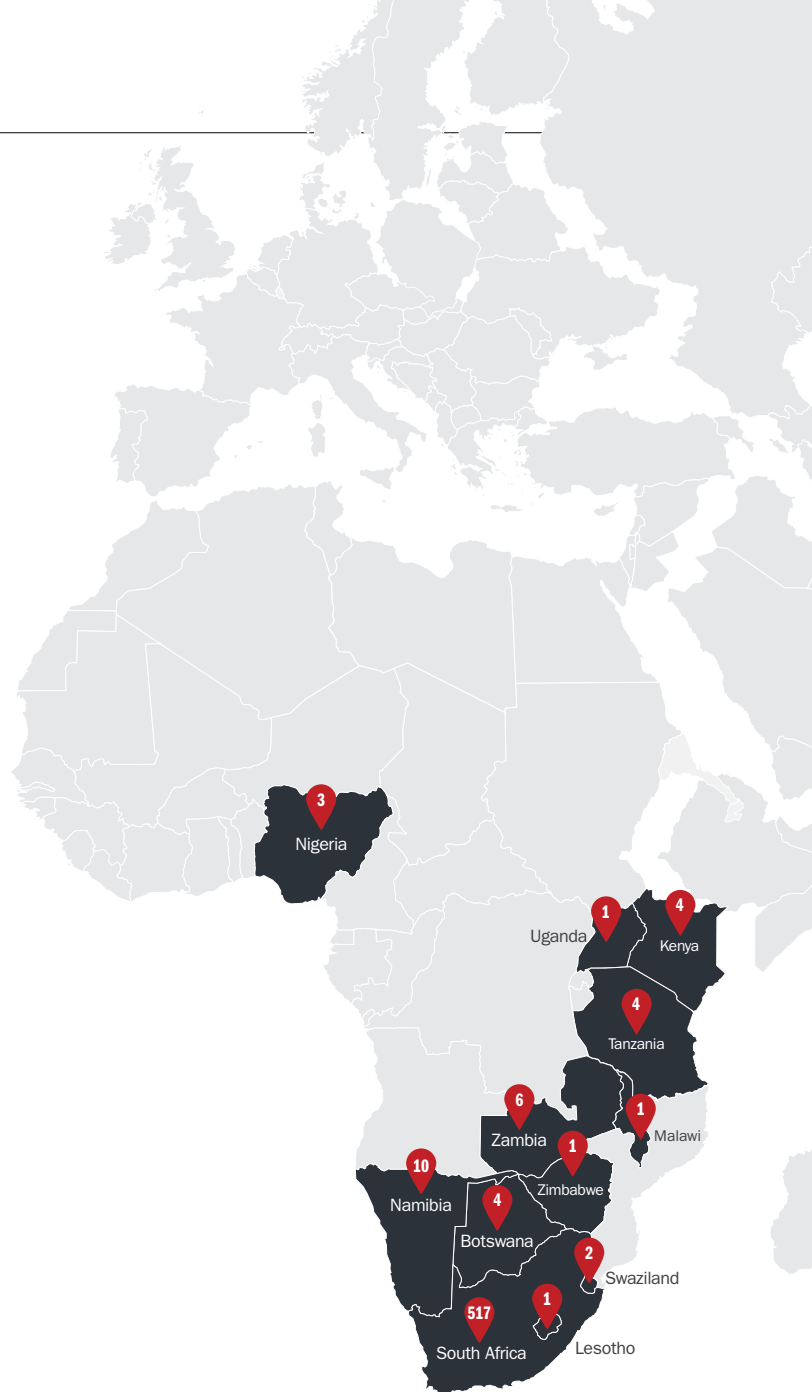 3
Nigeria
1
Uganda
4
Kenya
4
Tanzania
6
Zambia
1
Malawi
1
Zimbabwe
10
Namibia
4
Botswana
2
Swaziland
1
Lesotho
517
South Africa